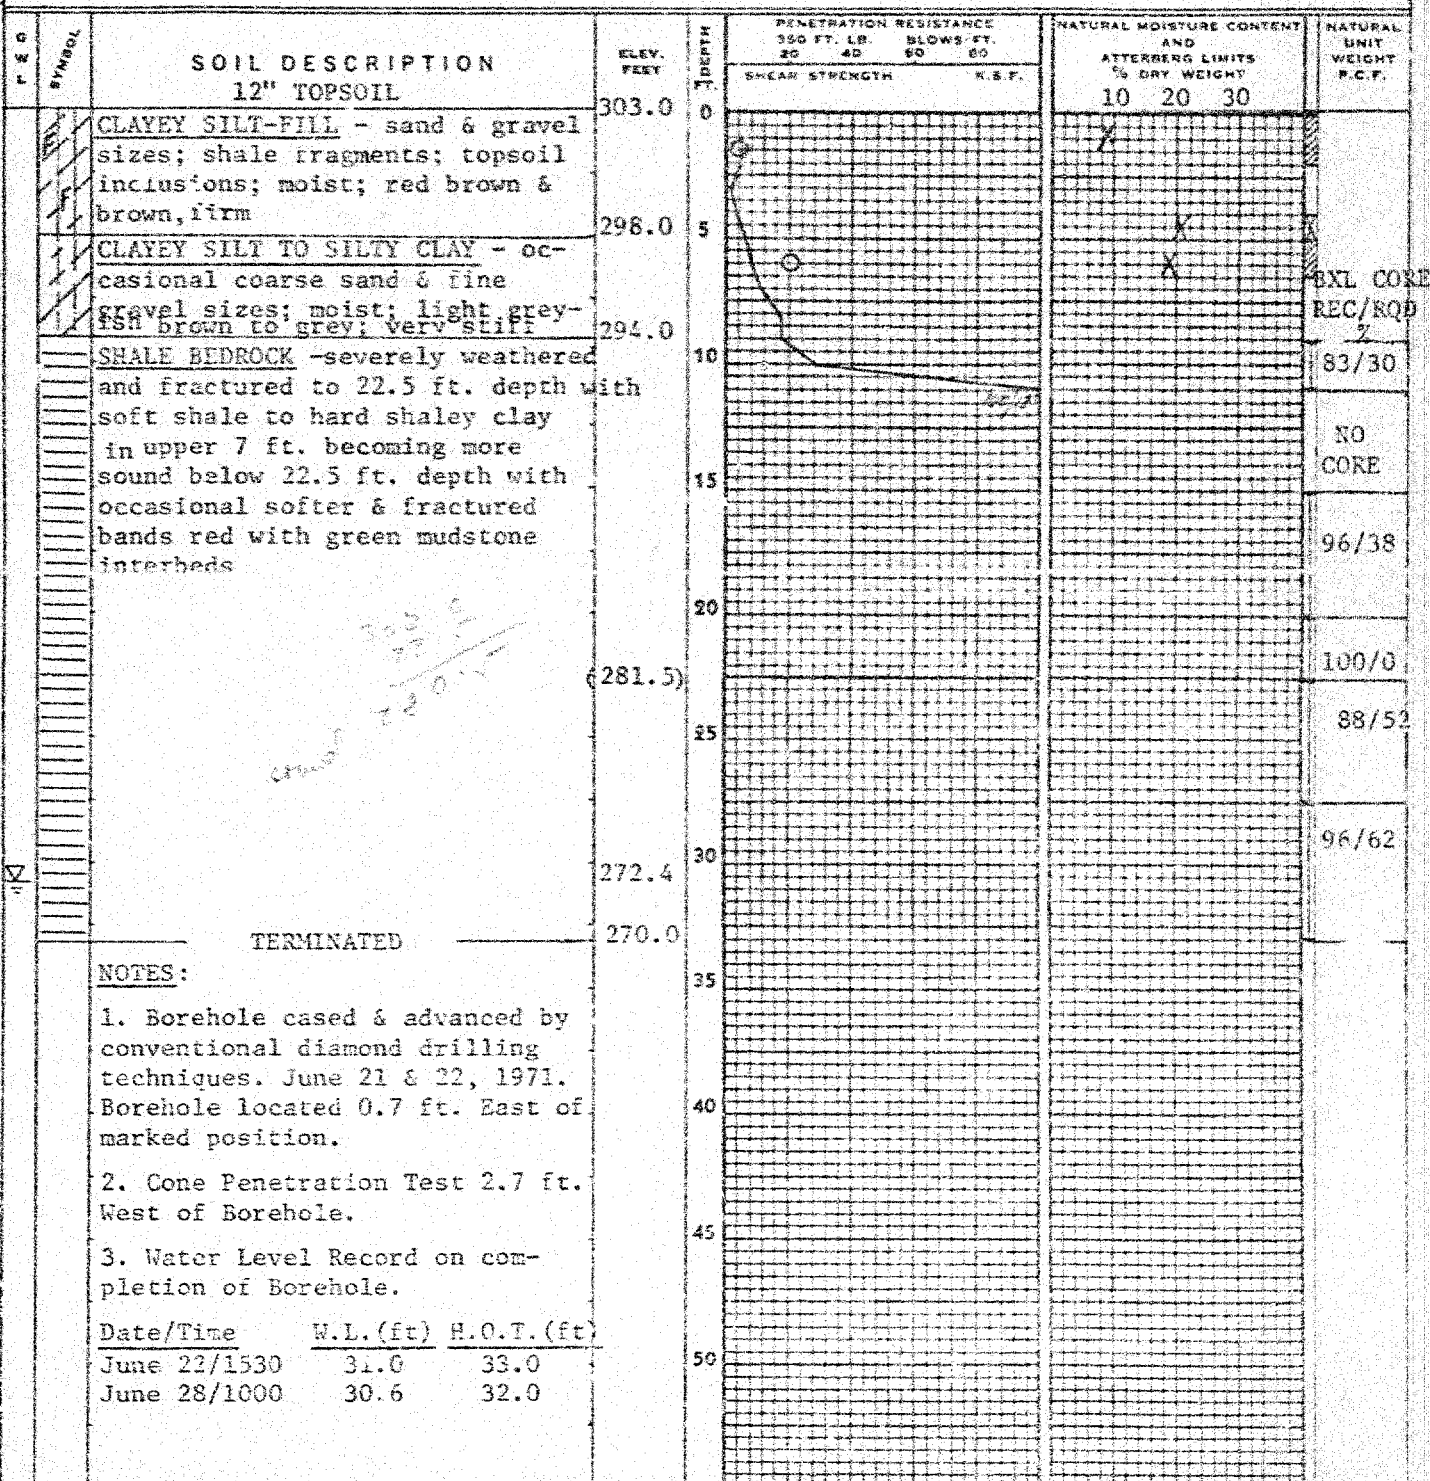 G W L
SYMBOL
SOIL DESCRIPTION
12" TOPSOIL
ELEV. FEET
DEPTH FT.
PENETRATION RESISTANCE
350 FT. LB. BLOWS/FT.
20 40 60 80
SHEAR STRENGTH K.S.F.
NATURAL MOISTURE CONTENT
AND
ATTERBERG LIMITS
% DRY WEIGHT
10 20 30
NATURAL
UNIT
WEIGHT
P.C.F.
303.0 0
CLAYEY SILT-FILL - sand & gravel
sizes; shale fragments; topsoil
inclusions; moist; red brown &
brown, firm
298.0 5
CLAYEY SILT TO SILTY CLAY - oc-
casional coarse sand & fine
gravel sizes; moist; light grey-
ish brown to grey; very stiff
294.0
BXL CORE
REC/RQD
%
SHALE BEDROCK -severely weathered
and fractured to 22.5 ft. depth with
soft shale to hard shaley clay
in upper 7 ft. becoming more
sound below 22.5 ft. depth with
occasional softer & fractured
bands red with green mudstone
interbeds
10
83/30
NO
CORE
15
96/38
20
(281.5)
100/0
88/52
25
96/62
30
272.4
TERMINATED 270.0
35
NOTES:
1. Borehole cased & advanced by
conventional diamond drilling
techniques. June 21 & 22, 1971.
Borehole located 0.7 ft. East of
marked position.
40
2. Cone Penetration Test 2.7 ft.
West of Borehole.
45
3. Water Level Record on com-
pletion of Borehole.
Date/Time W.L.(ft) H.O.T.(ft)
June 22/1530 31.0 33.0
June 28/1000 30.6 32.0
50